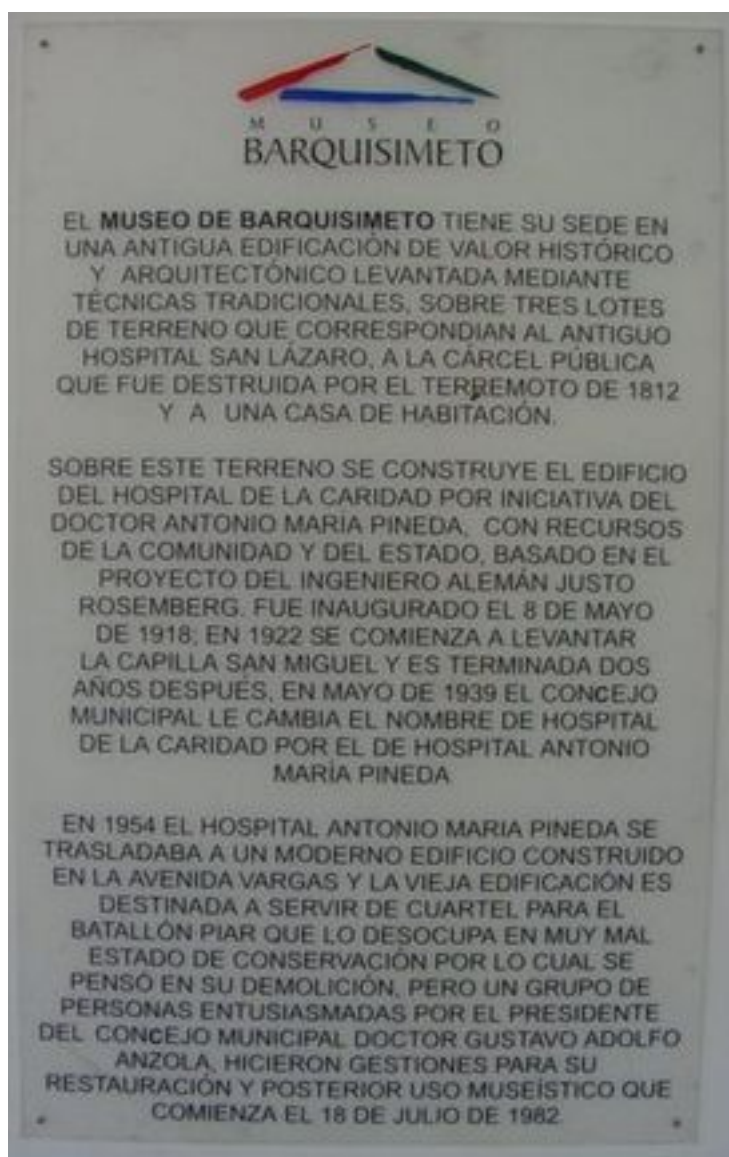 MUSEO
BARQUISIMETO
EL MUSEO DE BARQUISIMETO TIENE SU SEDE EN
UNA ANTIGUA EDIFICACIÓN DE VALOR HISTÓRICO
Y ARQUITECTÓNICO LEVANTADA MEDIANTE
TÉCNICAS TRADICIONALES, SOBRE TRES LOTES
DE TERRENO QUE CORRESPONDIAN AL ANTIGUO
HOSPITAL SAN LÁZARO, A LA CÁRCEL PÚBLICA
QUE FUE DESTRUIDA POR EL TERREMOTO DE 1812
Y A UNA CASA DE HABITACIÓN.
SOBRE ESTE TERRENO SE CONSTRUYE EL EDIFICIO
DEL HOSPITAL DE LA CARIDAD POR INICIATIVA DEL
DOCTOR ANTONIO MARIA PINEDA, CON RECURSOS
DE LA COMUNIDAD Y DEL ESTADO, BASADO EN EL
PROYECTO DEL INGENIERO ALEMÁN JUSTO
ROSEMBERG. FUE INAUGURADO EL 8 DE MAYO
DE 1918; EN 1922 SE COMIENZA A LEVANTAR
LA CAPILLA SAN MIGUEL Y ES TERMINADA DOS
AÑOS DESPUÉS, EN MAYO DE 1939 EL CONCEJO
MUNICIPAL LE CAMBIA EL NOMBRE DE HOSPITAL
DE LA CARIDAD POR EL DE HOSPITAL ANTONIO
MARÍA PINEDA
EN 1954 EL HOSPITAL ANTONIO MARIA PINEDA SE
TRASLADABA A UN MODERNO EDIFICIO CONSTRUIDO
EN LA AVENIDA VARGAS Y LA VIEJA EDIFICACIÓN ES
DESTINADA A SERVIR DE CUARTEL PARA EL
BATALLÓN PIAR QUE LO DESOCUPA EN MUY MAL
ESTADO DE CONSERVACIÓN POR LO CUAL SE
PENSÓ EN SU DEMOLICIÓN, PERO UN GRUPO DE
PERSONAS ENTUSIASMADAS POR EL PRESIDENTE
DEL CONCEJO MUNICIPAL DOCTOR GUSTAVO ADOLFO
ANZOLA, HICIERON GESTIONES PARA SU
RESTAURACIÓN Y POSTERIOR USO MUSEÍSTICO QUE
COMIENZA EL 18 DE JULIO DE 1982.